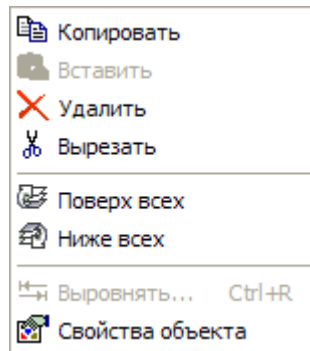 Копировать
Вставить
Удалить
Вырезать
Поверх всех
Ниже всех
Выровнять... Ctrl+R
Свойства объекта